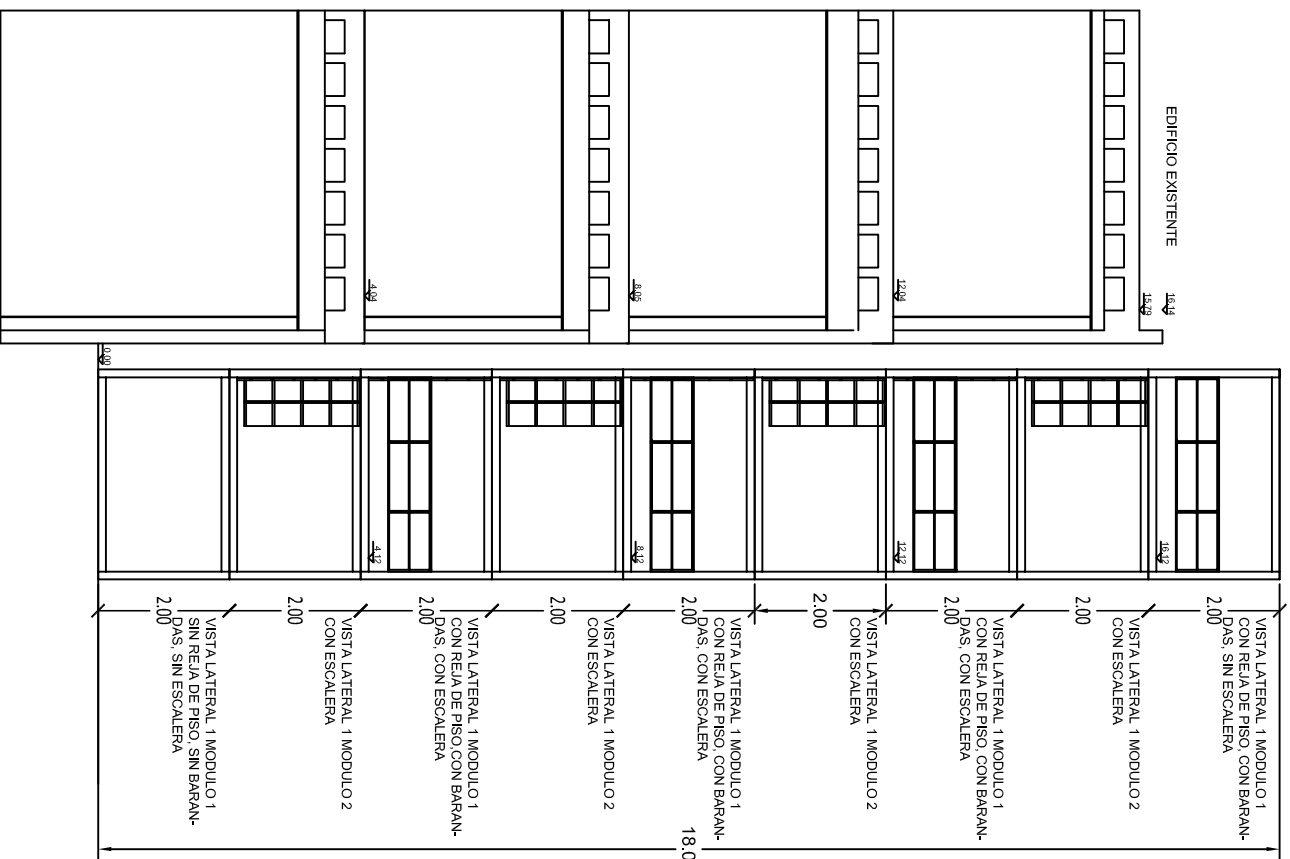 EDIFICIO EXISTENTE
16.14
15.79
12.04
8.05
4.04
0.00
16.12
12.12
8.12
4.12
2.00
VISTA LATERAL 1 MODULO 1
CON REJA DE PISO, CON BARAN-
DAS, SIN ESCALERA
2.00
VISTA LATERAL 1 MODULO 2
CON ESCALERA
2.00
VISTA LATERAL 1 MODULO 1
CON REJA DE PISO, CON BARAN-
DAS, CON ESCALERA
2.00
VISTA LATERAL 1 MODULO 2
CON ESCALERA
2.00
VISTA LATERAL 1 MODULO 1
CON REJA DE PISO, CON BARAN-
DAS, CON ESCALERA
2.00
VISTA LATERAL 1 MODULO 2
CON ESCALERA
2.00
VISTA LATERAL 1 MODULO 1
CON REJA DE PISO,CON BARAN-
DAS, CON ESCALERA
2.00
VISTA LATERAL 1 MODULO 2
CON ESCALERA
2.00
VISTA LATERAL 1 MODULO 1
SIN REJA DE PISO, SIN BARAN-
DAS, SIN ESCALERA